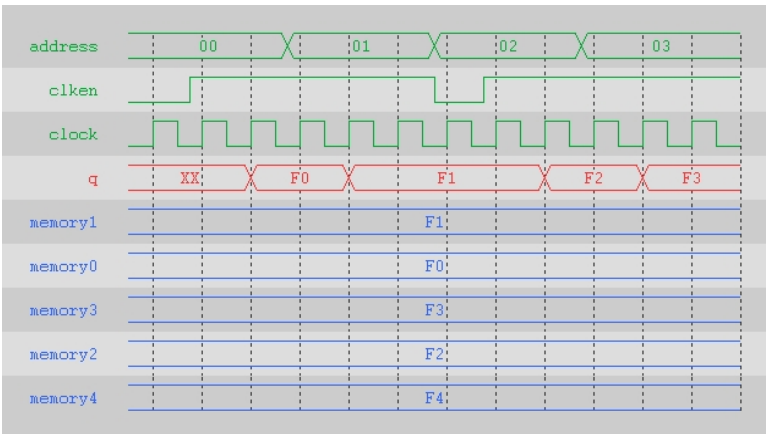 address 00 01 02 03
clken
clock
q XX F0 F1 F2 F3
memory1 F1
memory0 F0
memory3 F3
memory2 F2
memory4 F4